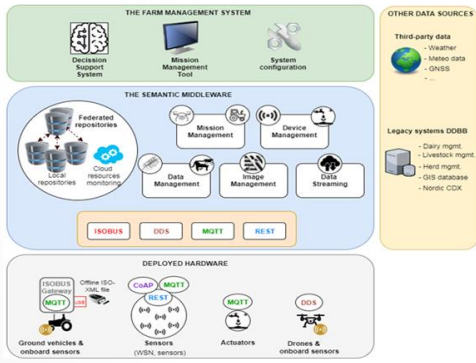 THE FARM MANAGEMENT SYSTEM
Decission
Support
System
Mission
Management
Tool
System
configuration
THE SEMANTIC MIDDLEWARE
Federated
repositories
Local
repositories
Cloud
resources
monitoring
Mission
Management
Device
Management
Data
Management
Image
Management
Data
Streaming
ISOBUS
DDS
MQTT
REST
DEPLOYED HARDWARE
ISOBUS
Gateway
MQTT
USB
Offline ISO-
XML file
Ground vehicles &
onboard sensors
CoAP
MQTT
REST
Sensors
(WSN, sensors)
MQTT
Actuators
DDS
Drones &
onboard sensors
OTHER DATA SOURCES
Third-party data
- Weather
- Meteo data
- GNSS
- ...
Legacy systems DDBB
- Dairy mgmt.
- Livestock mgmt.
- Herd mgmt.
- GIS database
- Nordic CDX